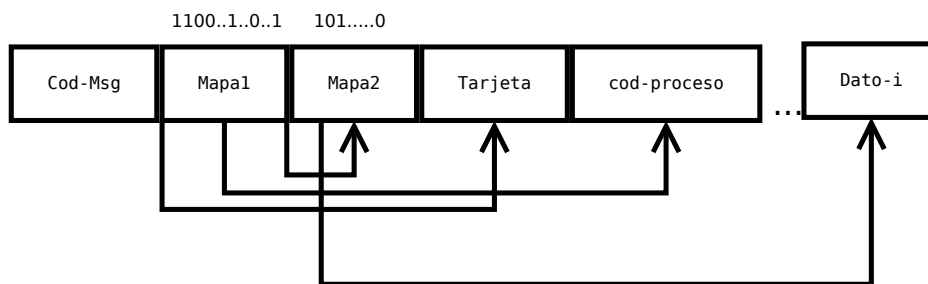 1100..1..0..1 101.....0
Cod-Msg Mapa1 Mapa2 Tarjeta cod-proceso ... Dato-i